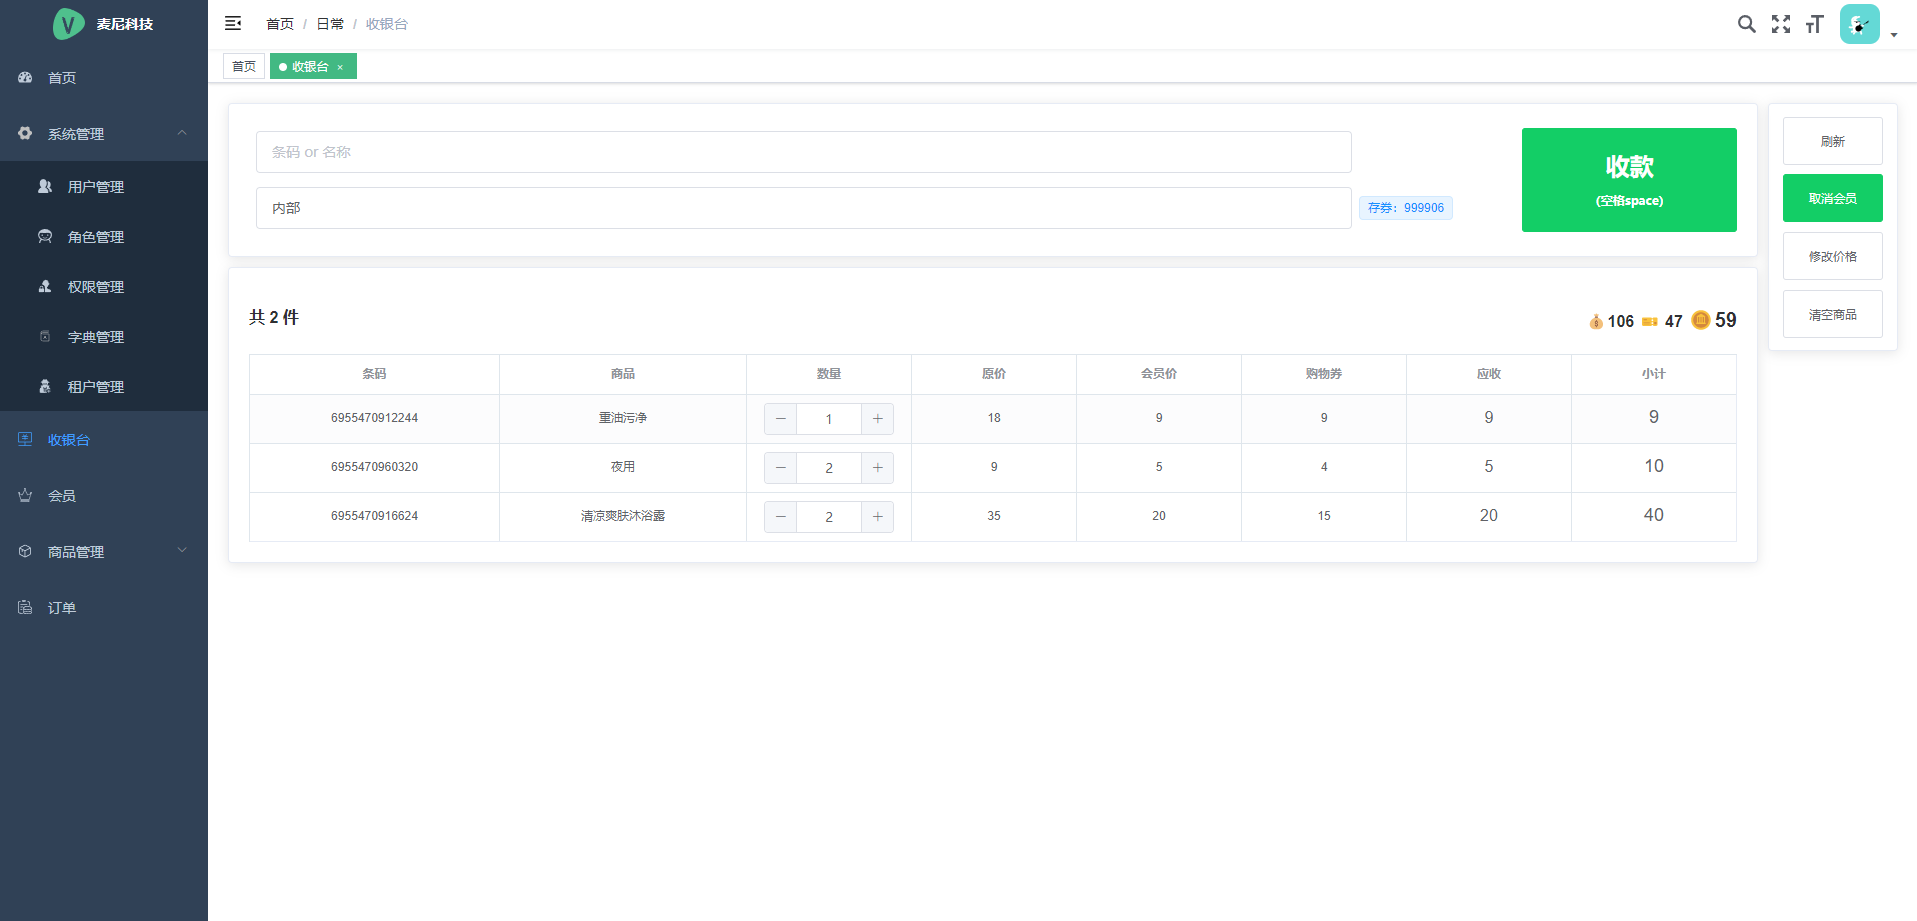 麦尼科技
首页
系统管理
用户管理
角色管理
权限管理
字典管理
租户管理
收银台
会员
商品管理
订单
首页 / 日常 / 收银台
首页 收银台 ×
条码 or 名称
内部
存券：999906
收款
(空格space)
刷新
取消会员
修改价格
清空商品
共 2 件
106 47 59
条码 商品 数量 原价 会员价 购物券 应收 小计
6955470912244 重油污净 − 1 + 18 9 9 9 9
6955470960320 夜用 − 2 + 9 5 4 5 10
6955470916624 清凉爽肤沐浴露 − 2 + 35 20 15 20 40